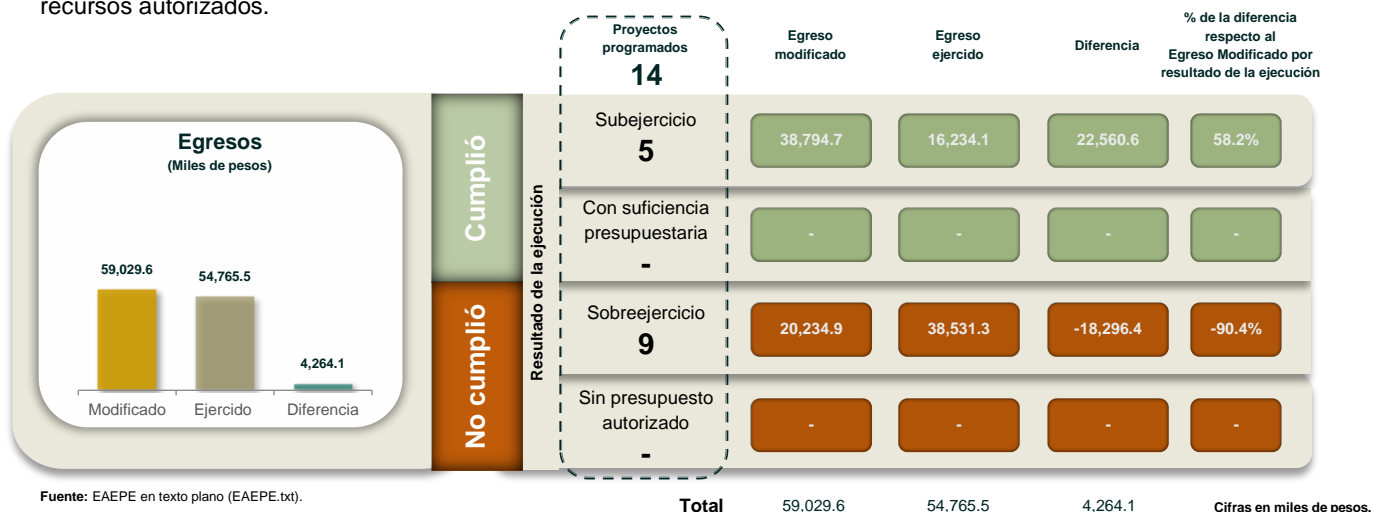 recursos autorizados.
Proyectos
programados
14
Egreso
modificado
Egreso
ejercido
Diferencia
% de la diferencia
respecto al
Egreso Modificado por
resultado de la ejecución
Egresos
(Miles de pesos)
59,029.6
54,765.5
4,264.1
Modificado
Ejercido
Diferencia
Cumplió
No cumplió
Resultado de la ejecución
Subejercicio
5
38,794.7
16,234.1
22,560.6
58.2%
Con suficiencia
presupuestaria
-
-
-
-
-
Sobreejercicio
9
20,234.9
38,531.3
-18,296.4
-90.4%
Sin presupuesto
autorizado
-
-
-
-
-
Fuente: EAEPE en texto plano (EAEPE.txt).
Total
59,029.6
54,765.5
4,264.1
Cifras en miles de pesos.